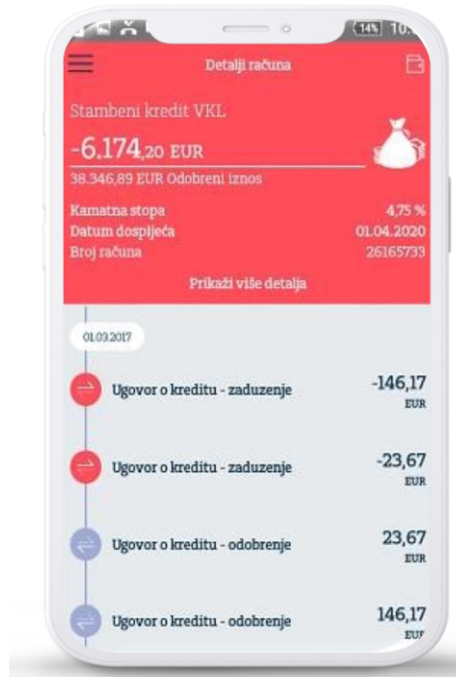 14%
Detalji računa
Stambeni kredit VKL
-6.174,20 EUR
38.346,89 EUR Odobreni iznos
Kamatna stopa 4,75 %
Datum dospijeća 01.04.2020
Broj računa 26165733
Prikaži više detalja
01.03.2017
Ugovor o kreditu - zaduzenje -146,17
EUR
Ugovor o kreditu - zaduzenje -23,67
EUR
Ugovor o kreditu - odobrenje 23,67
EUR
Ugovor o kreditu - odobrenje 146,17
EUR